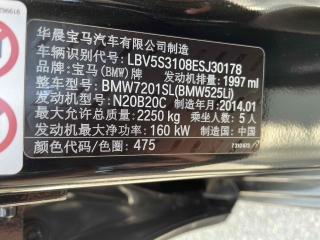 华晨宝马汽车有限公司制造
车辆识别代号: LBV5S3108ESJ30178
品牌: 宝马(BMW)牌 发动机排量: 1997 ml
整车型号: BMW7201SL(BMW525Li)
发动机型号: N20B20C 制造年月: 2014.01
最大允许总质量: 2250 kg 乘坐人数: 5 人
发动机最大净功率: 160 kW 制造国: 中国
颜色代码/色圈: 475